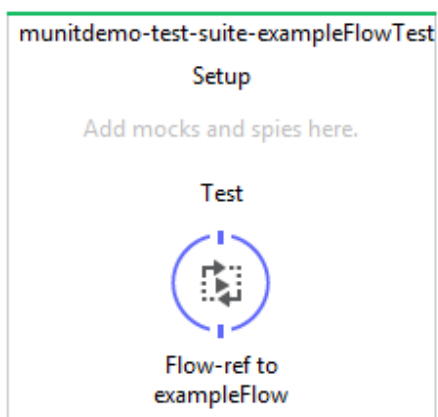 munitdemo-test-suite-exampleFlowTest
Setup
Add mocks and spies here.
Test
Flow-ref to
exampleFlow